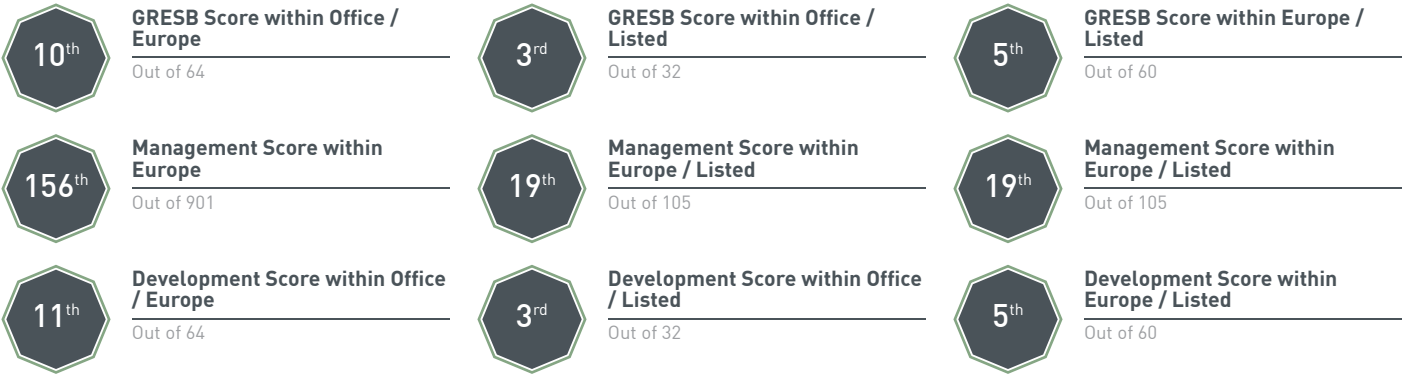 10th
GRESB Score within Office /
Europe
Out of 64
3rd
GRESB Score within Office /
Listed
Out of 32
5th
GRESB Score within Europe /
Listed
Out of 60
156th
Management Score within
Europe
Out of 901
19th
Management Score within
Europe / Listed
Out of 105
19th
Management Score within
Europe / Listed
Out of 105
11th
Development Score within Office
/ Europe
Out of 64
3rd
Development Score within Office
/ Listed
Out of 32
5th
Development Score within
Europe / Listed
Out of 60